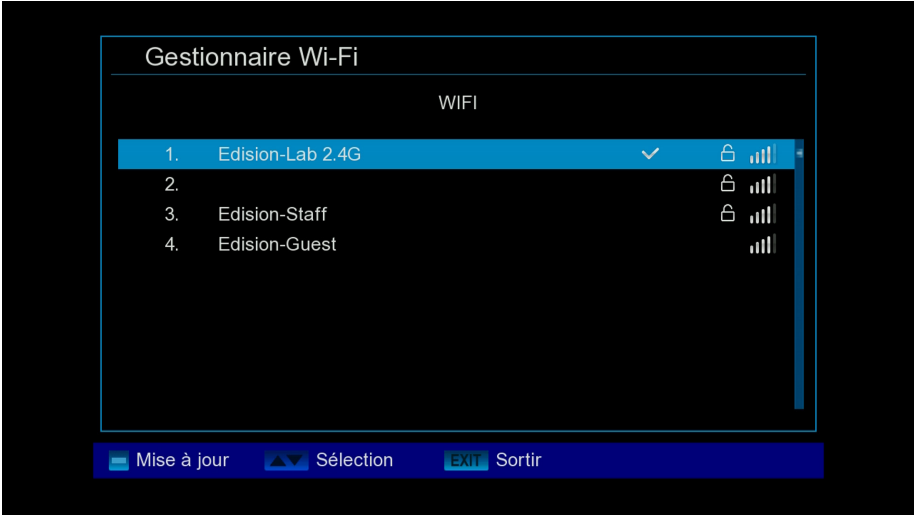 Gestionnaire Wi-Fi
WIFI
1. Edision-Lab 2.4G
2.
3. Edision-Staff
4. Edision-Guest
Mise à jour Sélection EXIT Sortir